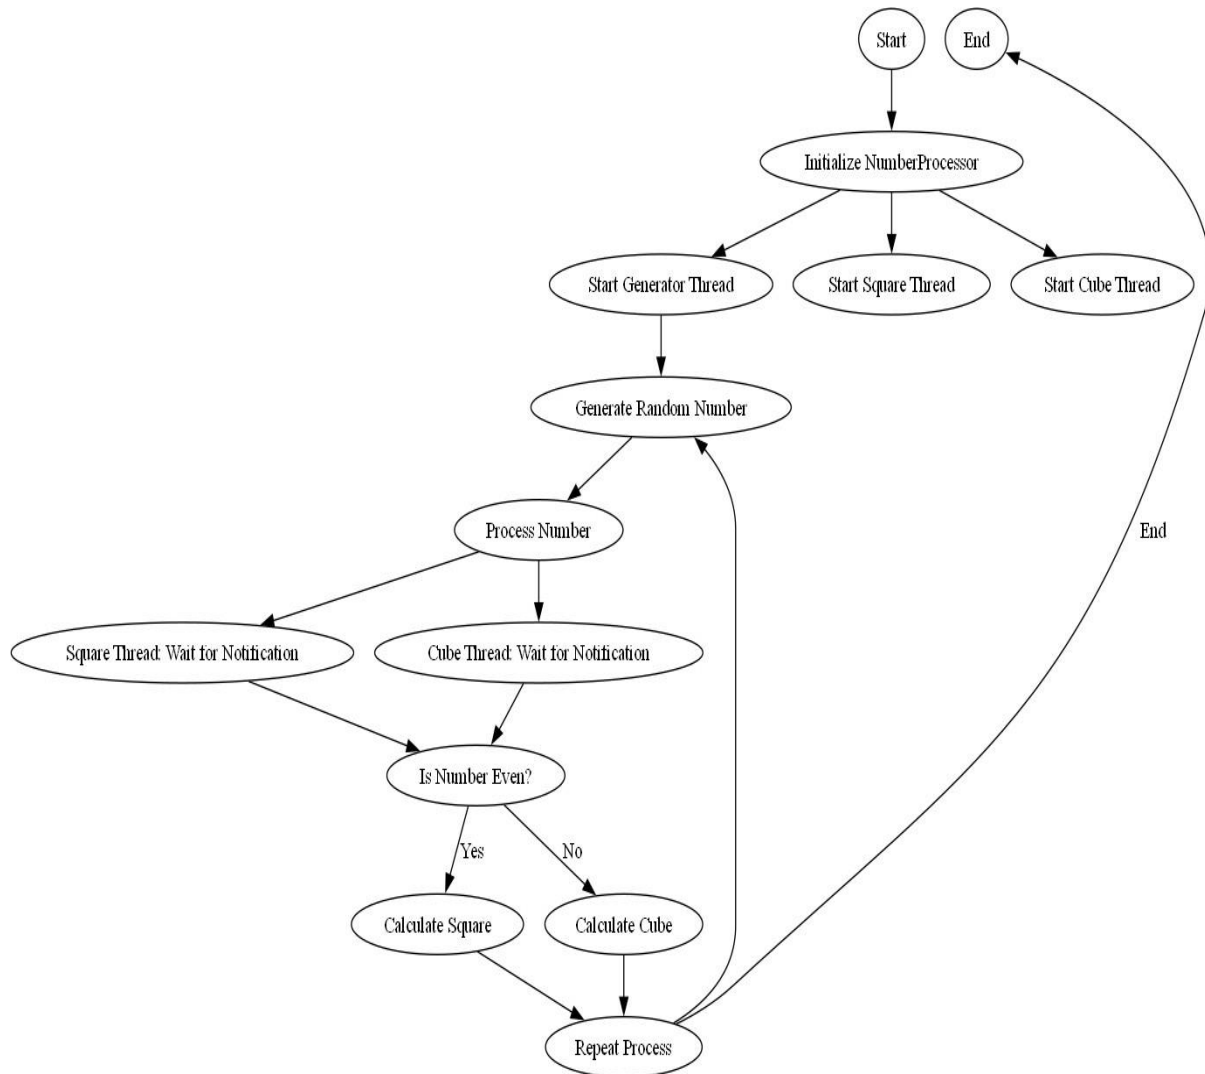 Start
End
Initialize NumberProcessor
Start Generator Thread
Start Square Thread
Start Cube Thread
Generate Random Number
Process Number
End
Square Thread: Wait for Notification
Cube Thread: Wait for Notification
Is Number Even?
Yes
No
Calculate Square
Calculate Cube
Repeat Process